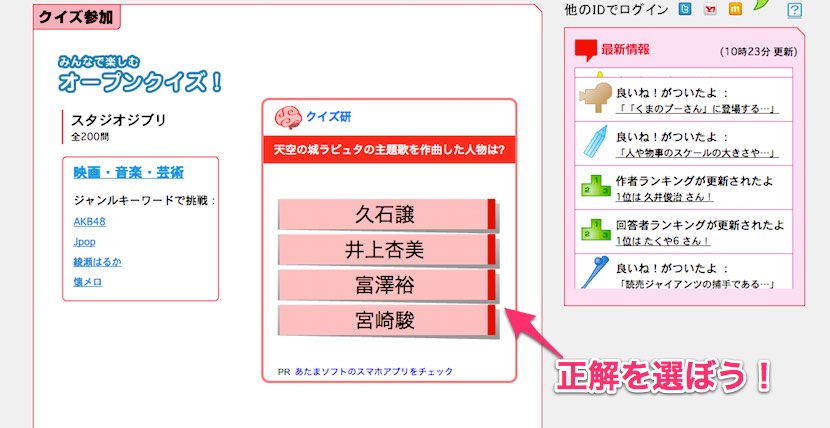 クイズ参加
みんなで楽しむ
オープンクイズ！
スタジオジブリ
全200問
映画・音楽・芸術
ジャンルキーワードで挑戦：
AKB48
Jpop
綾瀬はるか
懐メロ
クイズ研
天空の城ラピュタの主題歌を作曲した人物は?
久石譲
井上杏美
富澤裕
宮崎駿
PR あたまソフトのスマホアプリをチェック
正解を選ぼう！
他のIDでログイン
?
最新情報
(10時23分 更新)
良いね！がついたよ：
「「くまのプーさん」に登場する…」
良いね！がついたよ：
「人や物事のスケールの大きさや…」
作者ランキングが更新されたよ
1位は 久井俊治 さん！
回答者ランキングが更新されたよ
1位は たくや6 さん！
良いね！がついたよ：
「読売ジャイアンツの捕手である…」